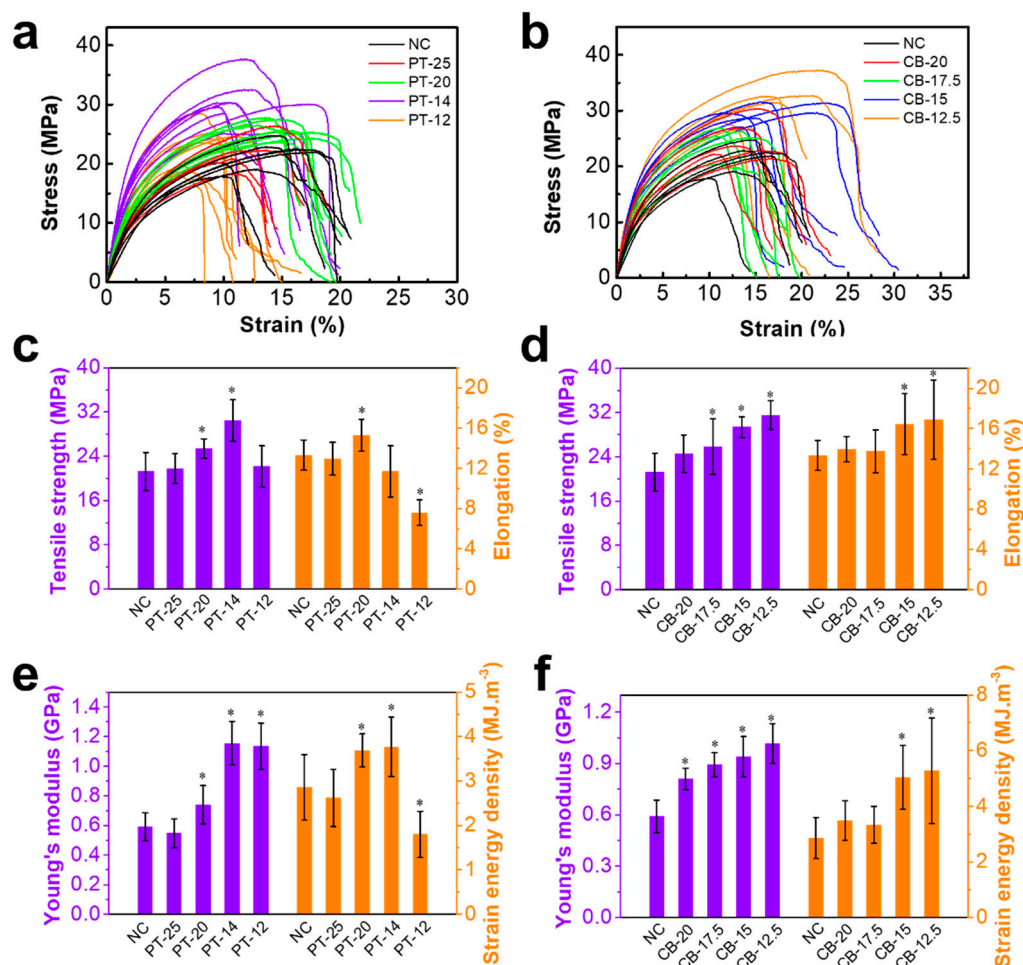 a
NC
PT-25
PT-20
PT-14
PT-12
Stress (MPa)
40
30
20
10
0
0 5 10 15 20 25 30
Strain (%)
b
NC
CB-20
CB-17.5
CB-15
CB-12.5
Stress (MPa)
40
30
20
10
0
0 5 10 15 20 25 30 35
Strain (%)
c
Tensile strength (MPa)
40
32
24
16
8
0
* * * *
NC PT-25 PT-20 PT-14 PT-12 NC PT-25 PT-20 PT-14 PT-12
20
16
12
8
4
0
Elongation (%)
d
Tensile strength (MPa)
40
32
24
16
8
0
* * * * *
NC CB-20 CB-17.5 CB-15 CB-12.5 NC CB-20 CB-17.5 CB-15 CB-12.5
20
16
12
8
4
0
Elongation (%)
e
Young's modulus (GPa)
1.4
1.2
1.0
0.8
0.6
0.4
0.2
0.0
* * * * * *
NC PT-25 PT-20 PT-14 PT-12 NC PT-25 PT-20 PT-14 PT-12
5
4
3
2
1
0
Strain energy density (MJ.m-3)
f
Young's modulus (GPa)
1.2
0.9
0.6
0.3
0.0
* * * * * *
NC CB-20 CB-17.5 CB-15 CB-12.5 NC CB-20 CB-17.5 CB-15 CB-12.5
8
6
4
2
0
Strain energy density (MJ.m-3)